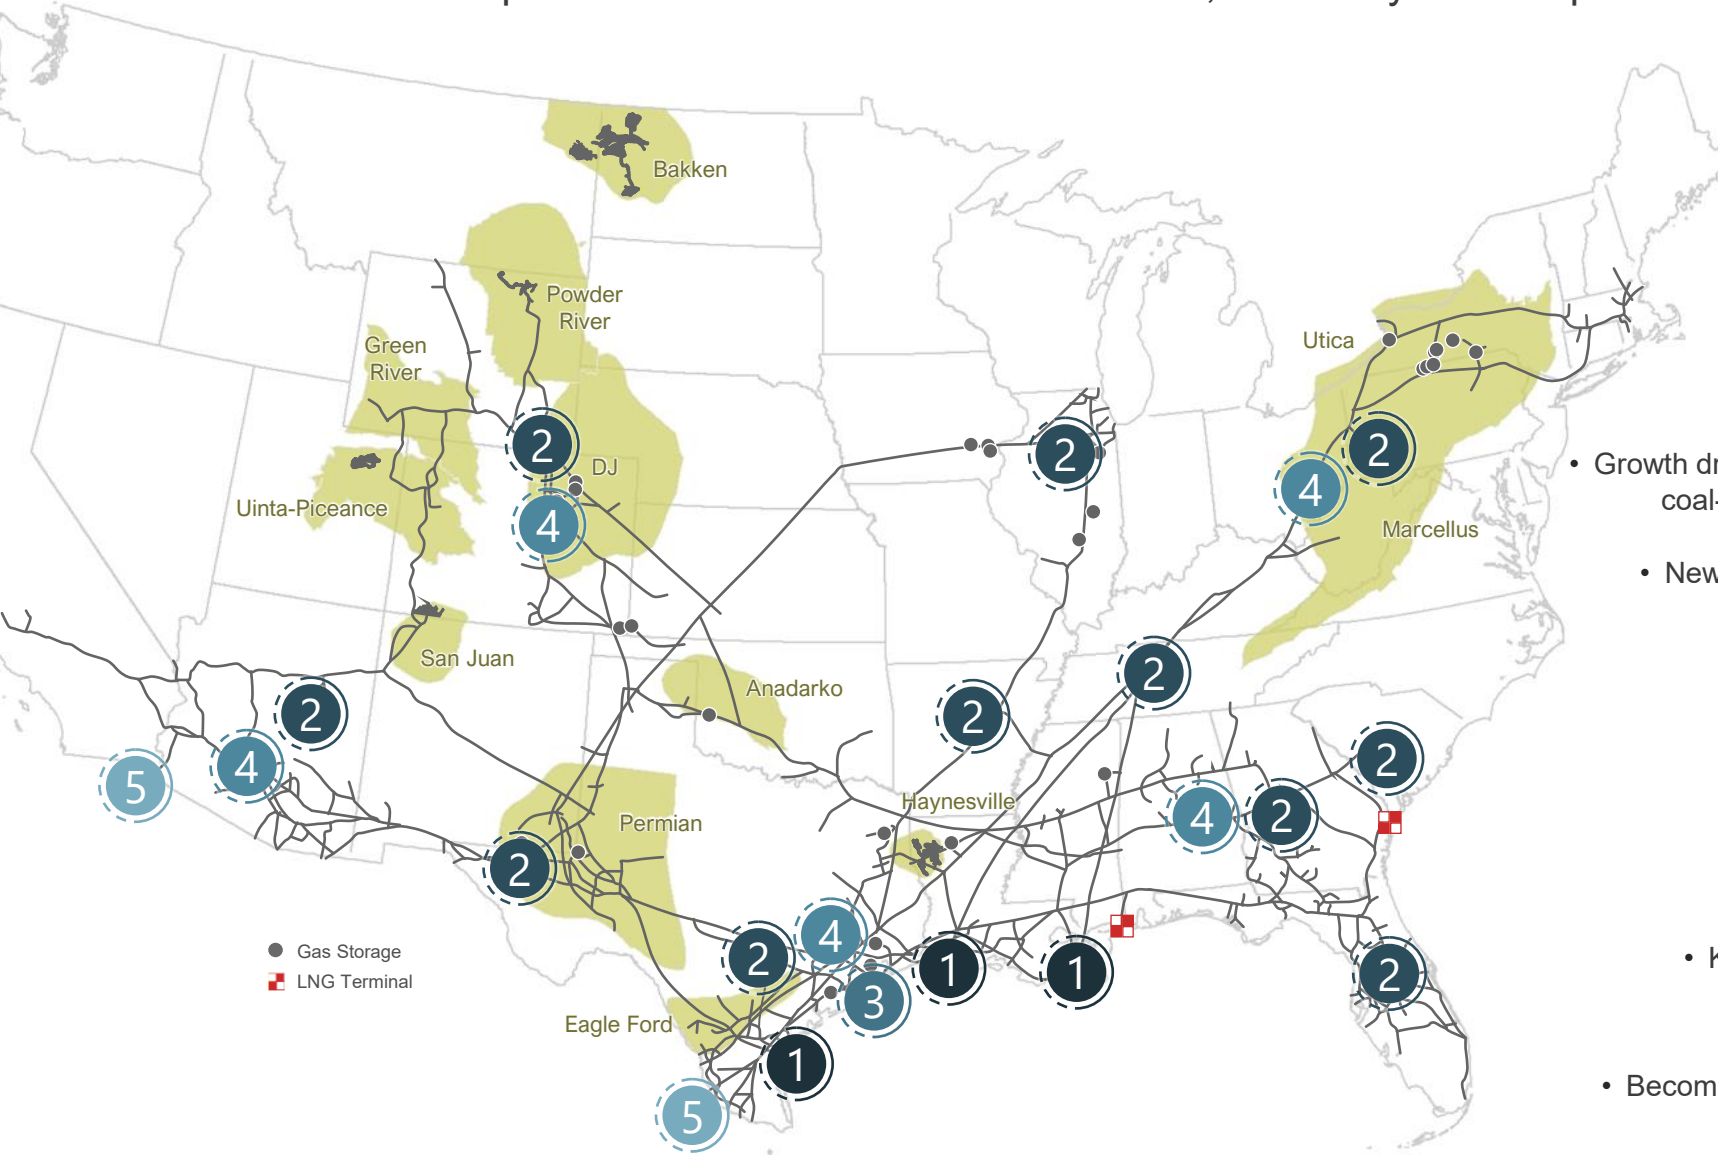 Bakken
Powder
River
Green
River
Utica
2
2
2
DJ
4
4
Growth dr
coal-
Uinta-Piceance
Marcellus
New
San Juan
2
Anadarko
2
2
2
4
5
Haynesville
4
2
Permian
2
4
Gas Storage
2
1
1
2
K
LNG Terminal
3
Eagle Ford
1
Becom
5